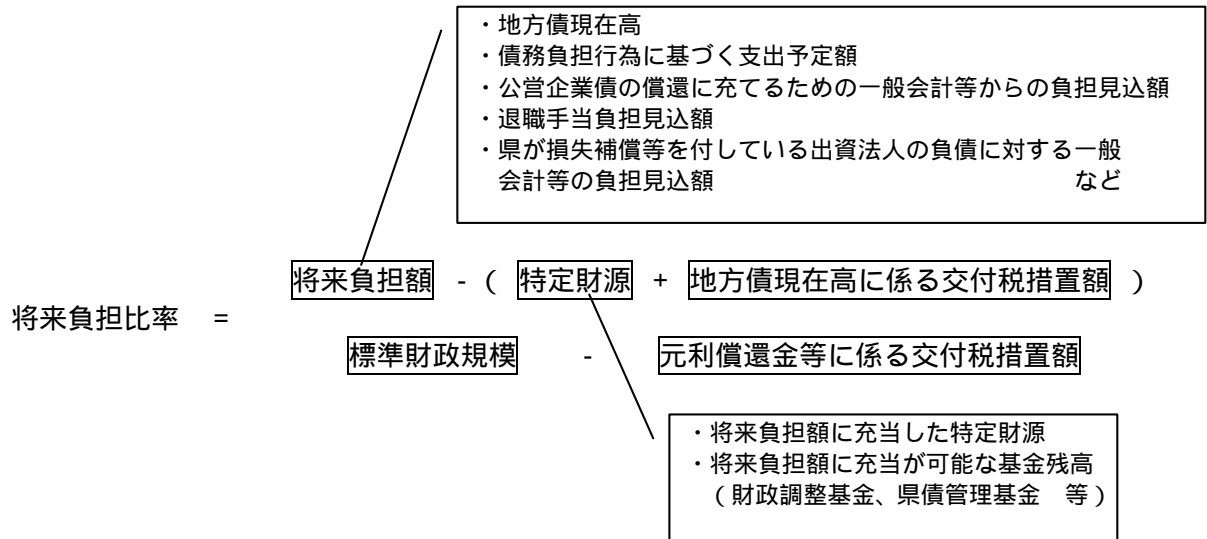 ・地方債現在高
・債務負担行為に基づく支出予定額
・公営企業債の償還に充てるための一般会計等からの負担見込額
・退職手当負担見込額
・県が損失補償等を付している出資法人の負債に対する一般
会計等の負担見込額 など
将来負担額 - ( 特定財源 + 地方債現在高に係る交付税措置額 )
将来負担比率 =
標準財政規模 - 元利償還金等に係る交付税措置額
・将来負担額に充当した特定財源
・将来負担額に充当が可能な基金残高
(財政調整基金、県債管理基金 等)